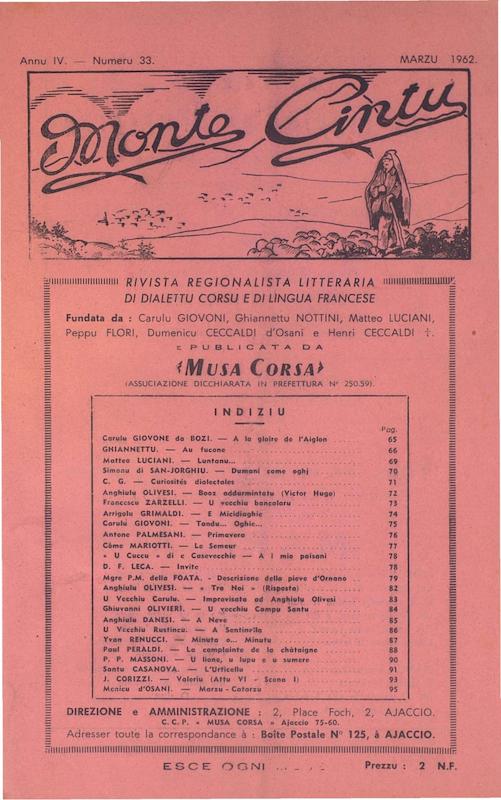 Annu IV. — Numeru 33.
MARZU 1962.
Monte Cintu
RIVISTA REGIONALISTA LITTERARIA
DI DIALETTU CORSU E DI LINGUA FRANCESE
Fundata da : Carulu GIOVONI, Ghiannettu NOTTINI, Matteo LUCIANI,
Peppu FLORI, Dumenicu CECCALDI d'Osani e Henri CECCALDI †.
E PUBLICATA DA
«MUSA CORSA»
(ASSUCIAZIONE DICCHIARATA IN PREFETTURA N° 250.59).
INDIZIU
Pag.
Carulu GIOVONE da BOZI. — A la gloire de l'Aiglon 65
GHIANNETTU. — Au fucone 66
Matteo LUCIANI. — Luntanu... 69
Simonu di SAN-JORGHIU. — Dumani come oghj 70
C. G. — Curiosités dialectales 71
Anghiulu OLIVESI. — Booz addurmintatu (Victor Hugo) 72
Francescu ZARZELLI. — U vecchiu bancalaru 73
Arrigulu GRIMALDI. — E Micidiaghie 74
Carulu GIOVONI. — Tandu... Oghie... 75
Antone PALMESANI. — Primavera 76
Côme MARIOTTI. — Le Semeur 77
« U Cuccu » di e Casevecchie — A i mio paisani 78
D. F. LECA. — Invite 78
Mgre P.M. della FOATA. - Descrizione della pieve d'Ornano 79
Anghiulu OLIVESI. — « Tra Noi » (Risposta) 82
U Vecchiu Carulu. — Improvisata ad Anghiulu Olivesi 83
Ghiuvanni OLIVIERI. — U vecchiu Campu Santu 84
Anghiulu DANESI. — A Neve 85
U Vecchiu Rusticu. — A Sentinella 86
Yvan RENUCCI. — Minuta o... Minutu 87
Paul PERALDI. — La complainte de la châtaigne 88
P. P. MASSONI. — U lione, u lupu e u sumere 90
Santu CASANOVA. — L'Urticellu 91
J. CORIZZI. — Valeriu (Attu VI - Scena I) 93
Menicu d'OSANI. — Marzu - Catorzu 95
DIREZIONE e AMMINISTRAZIONE : 2, Place Foch, 2, AJACCIO.
C.C.P. « MUSA CORSA » Ajaccio 75-60.
Adresser toute la correspondance à : Boîte Postale N° 125, à AJACCIO.
ESCE OGNI
Prezzu : 2 N.F.